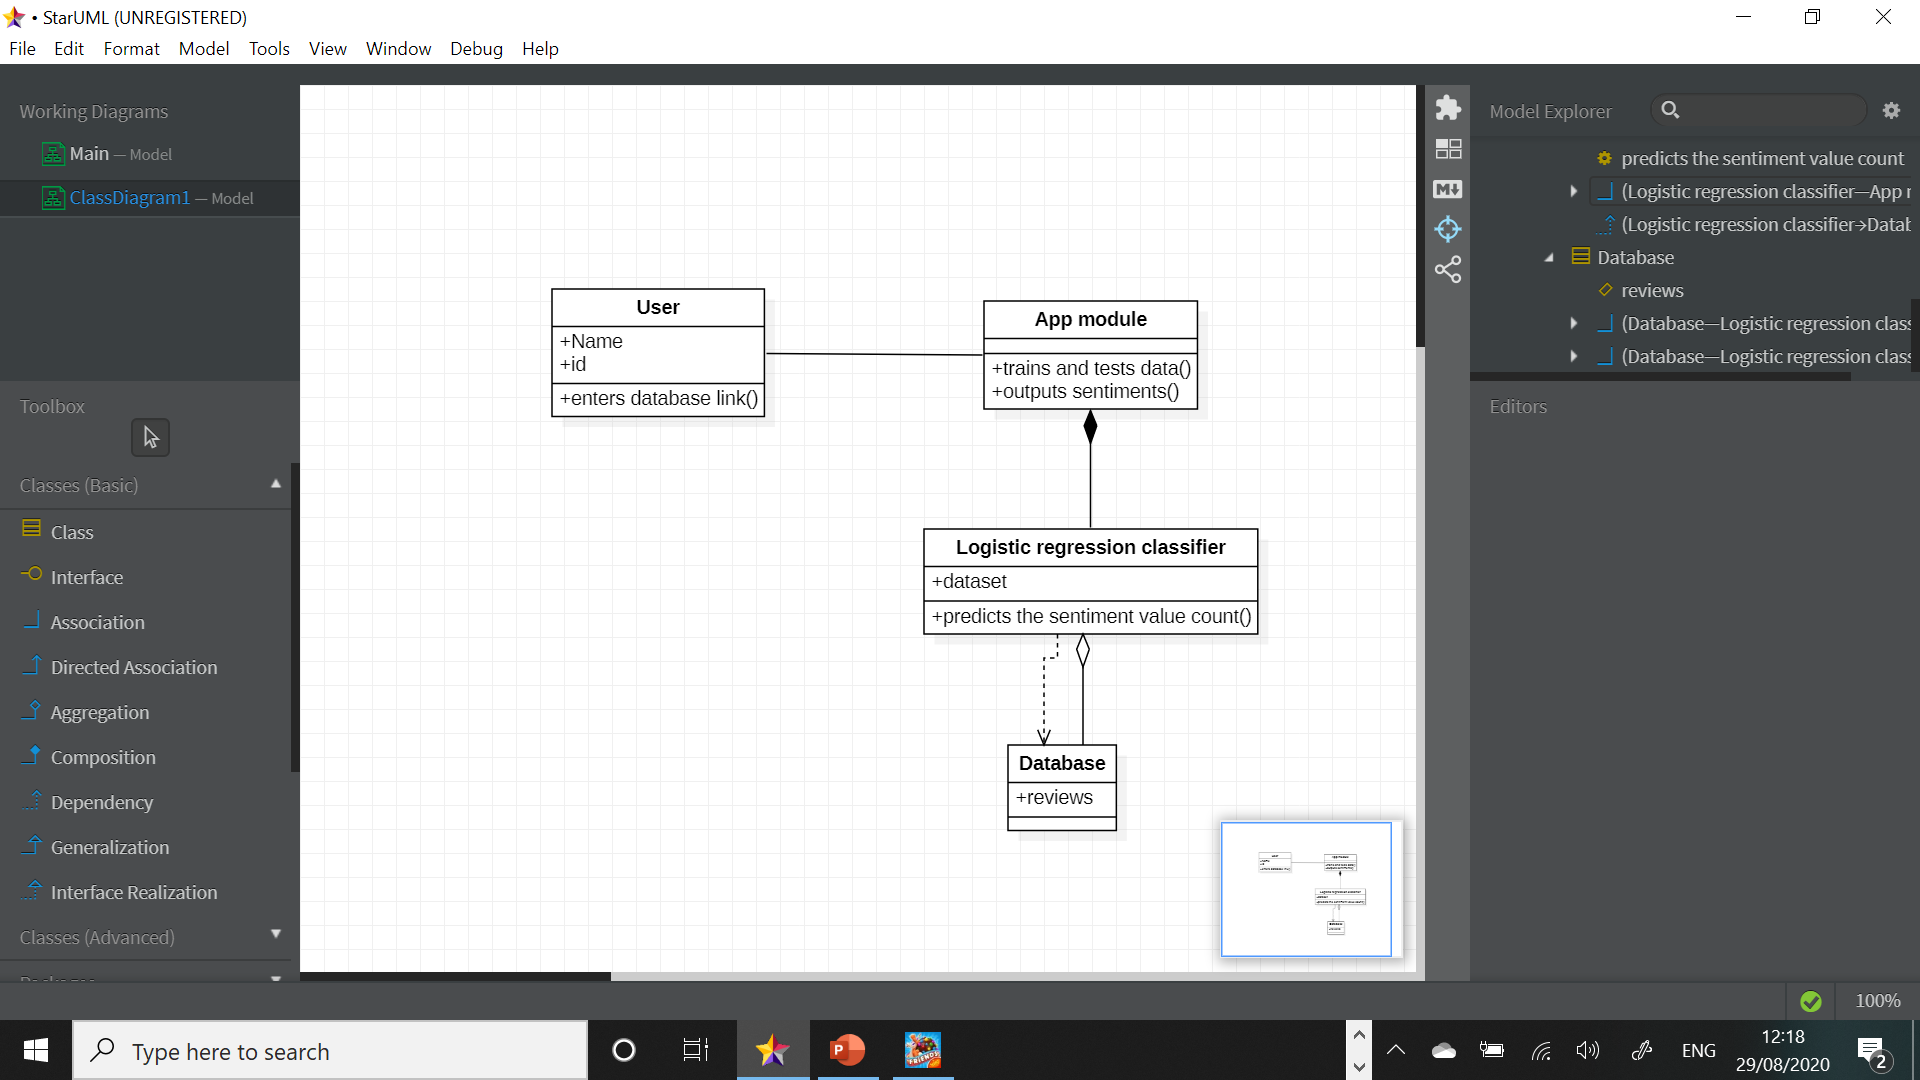 • StarUML (UNREGISTERED)
File Edit Format Model Tools View Window Debug Help
Working Diagrams
Main — Model
ClassDiagram1 — Model
Toolbox
Classes (Basic)
Class
Interface
Association
Directed Association
Aggregation
Composition
Dependency
Generalization
Interface Realization
Classes (Advanced)
User
+Name
+id
+enters database link()
App module
+trains and tests data()
+outputs sentiments()
Logistic regression classifier
+dataset
+predicts the sentiment value count()
Database
+reviews
M
Model Explorer
predicts the sentiment value count
(Logistic regression classifier—App
(Logistic regression classifier→Datab
Database
reviews
(Database—Logistic regression class
(Database—Logistic regression class
Editors
100%
Type here to search
P
FRIENDS
ENG
12:18
29/08/2020
2